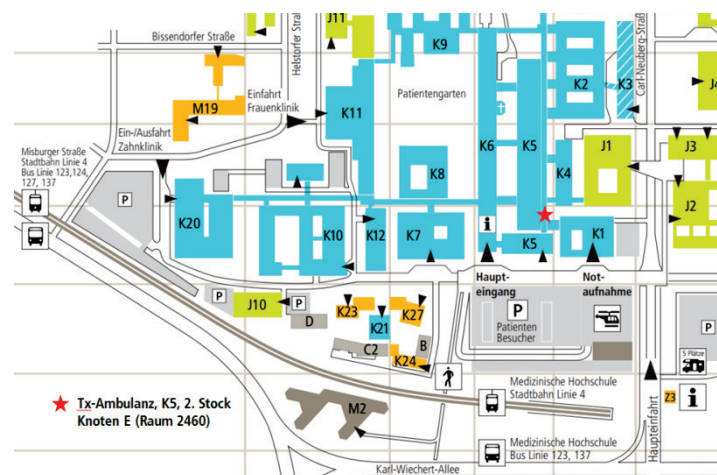 J11
Bissendorfer Straße
Helstorfer Straße
K9
Carl-Neuberg-Straße
K2
K3
J4
M19
Einfahrt
Frauenklinik
K11
Patientengarten
K6
K5
Ein-/Ausfahrt
Zahnklinik
Misburger Straße
Stadtbahn Linie 4
Bus Linie 123,124,
127, 137
K8
K4
J1
J3
P
K20
K10
K12
K7
i
K5
K1
J2
Haupt-
eingang
Not-
aufnahme
P
J10
P
D
K23
K21
K27
P
Patienten
Besucher
P
C2
B
K24
5 Plätze
Tx-Ambulanz, K5, 2. Stock
Knoten E (Raum 2460)
M2
Medizinische Hochschule
Stadtbahn Linie 4
Z3
i
Haupteinfahrt
Medizinische Hochschule
Bus Linie 123, 137
Karl-Wiechert-Allee